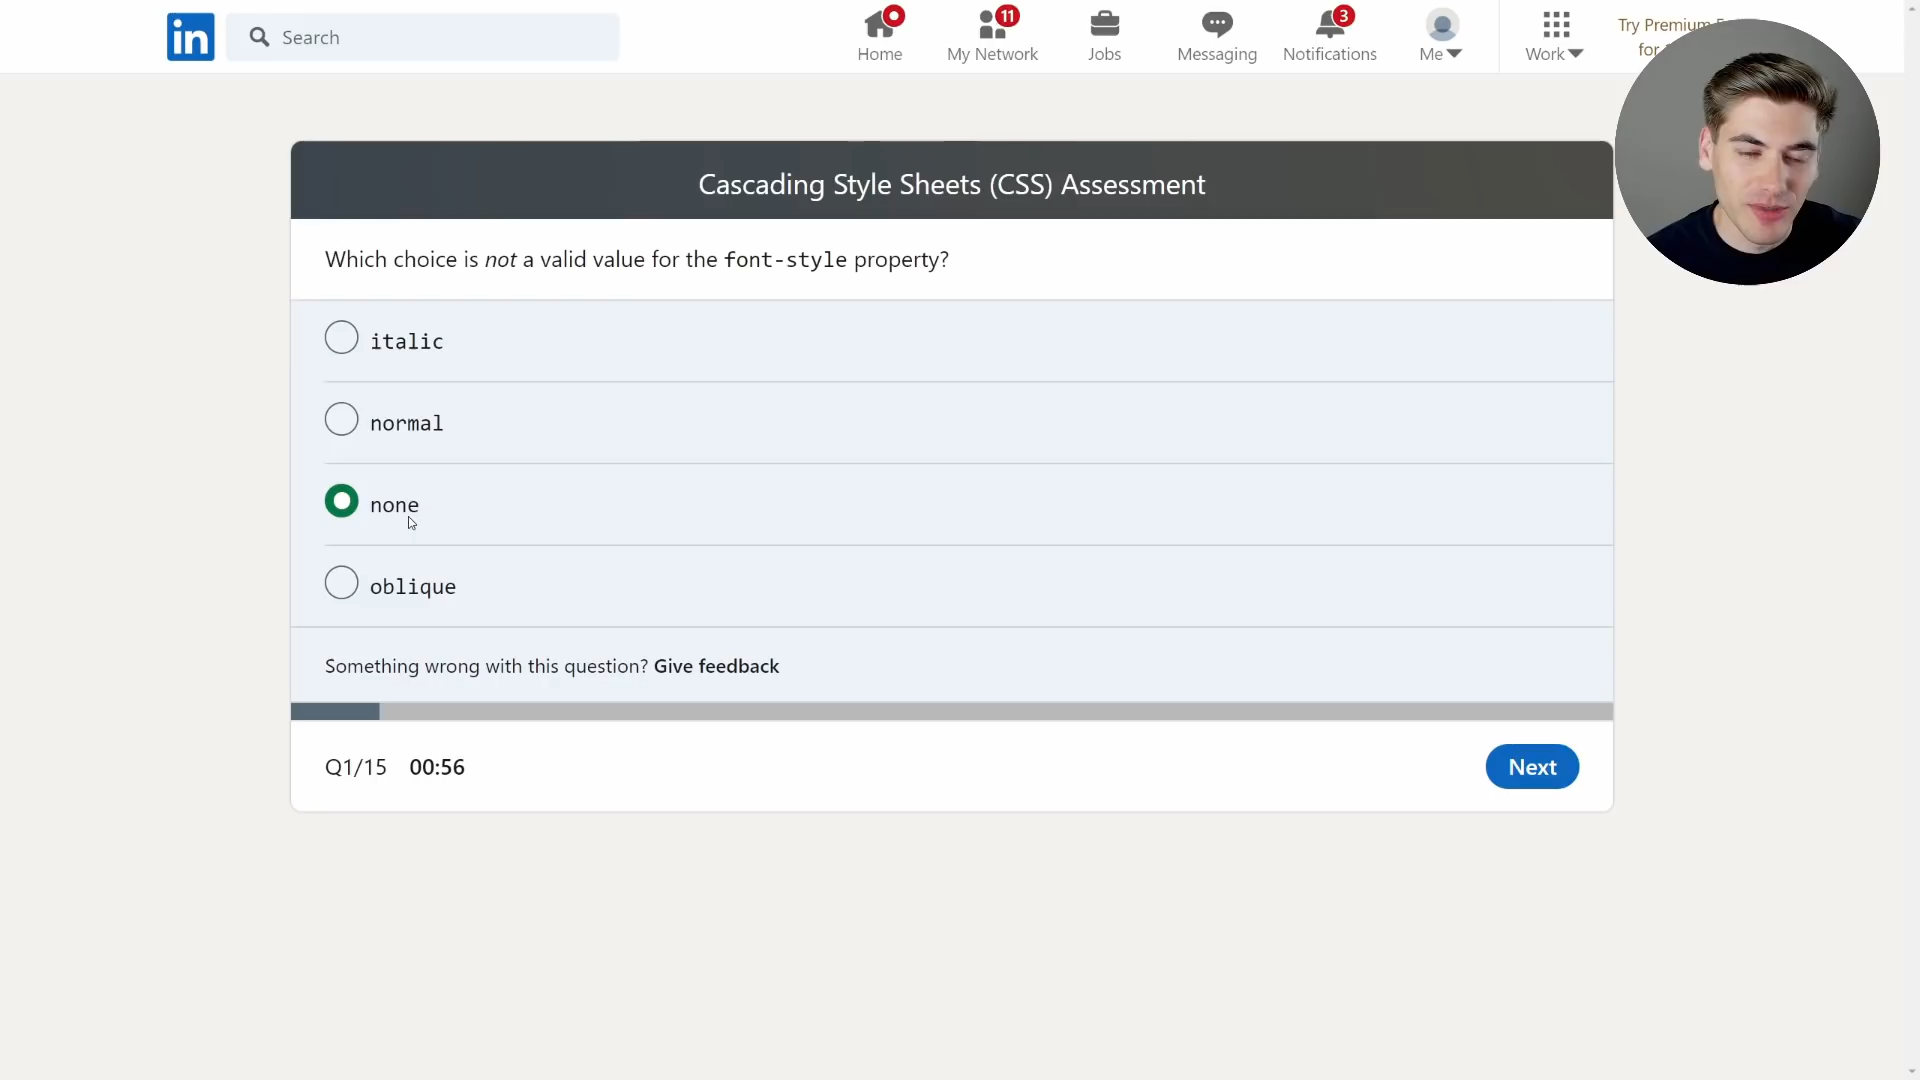 in
Search
Home
11
My Network
Jobs
Messaging
3
Notifications
Me
Work
Try Premium
for
Cascading Style Sheets (CSS) Assessment
Which choice is not a valid value for the font-style property?
italic
normal
none
oblique
Something wrong with this question? Give feedback
Q1/15 00:56
Next